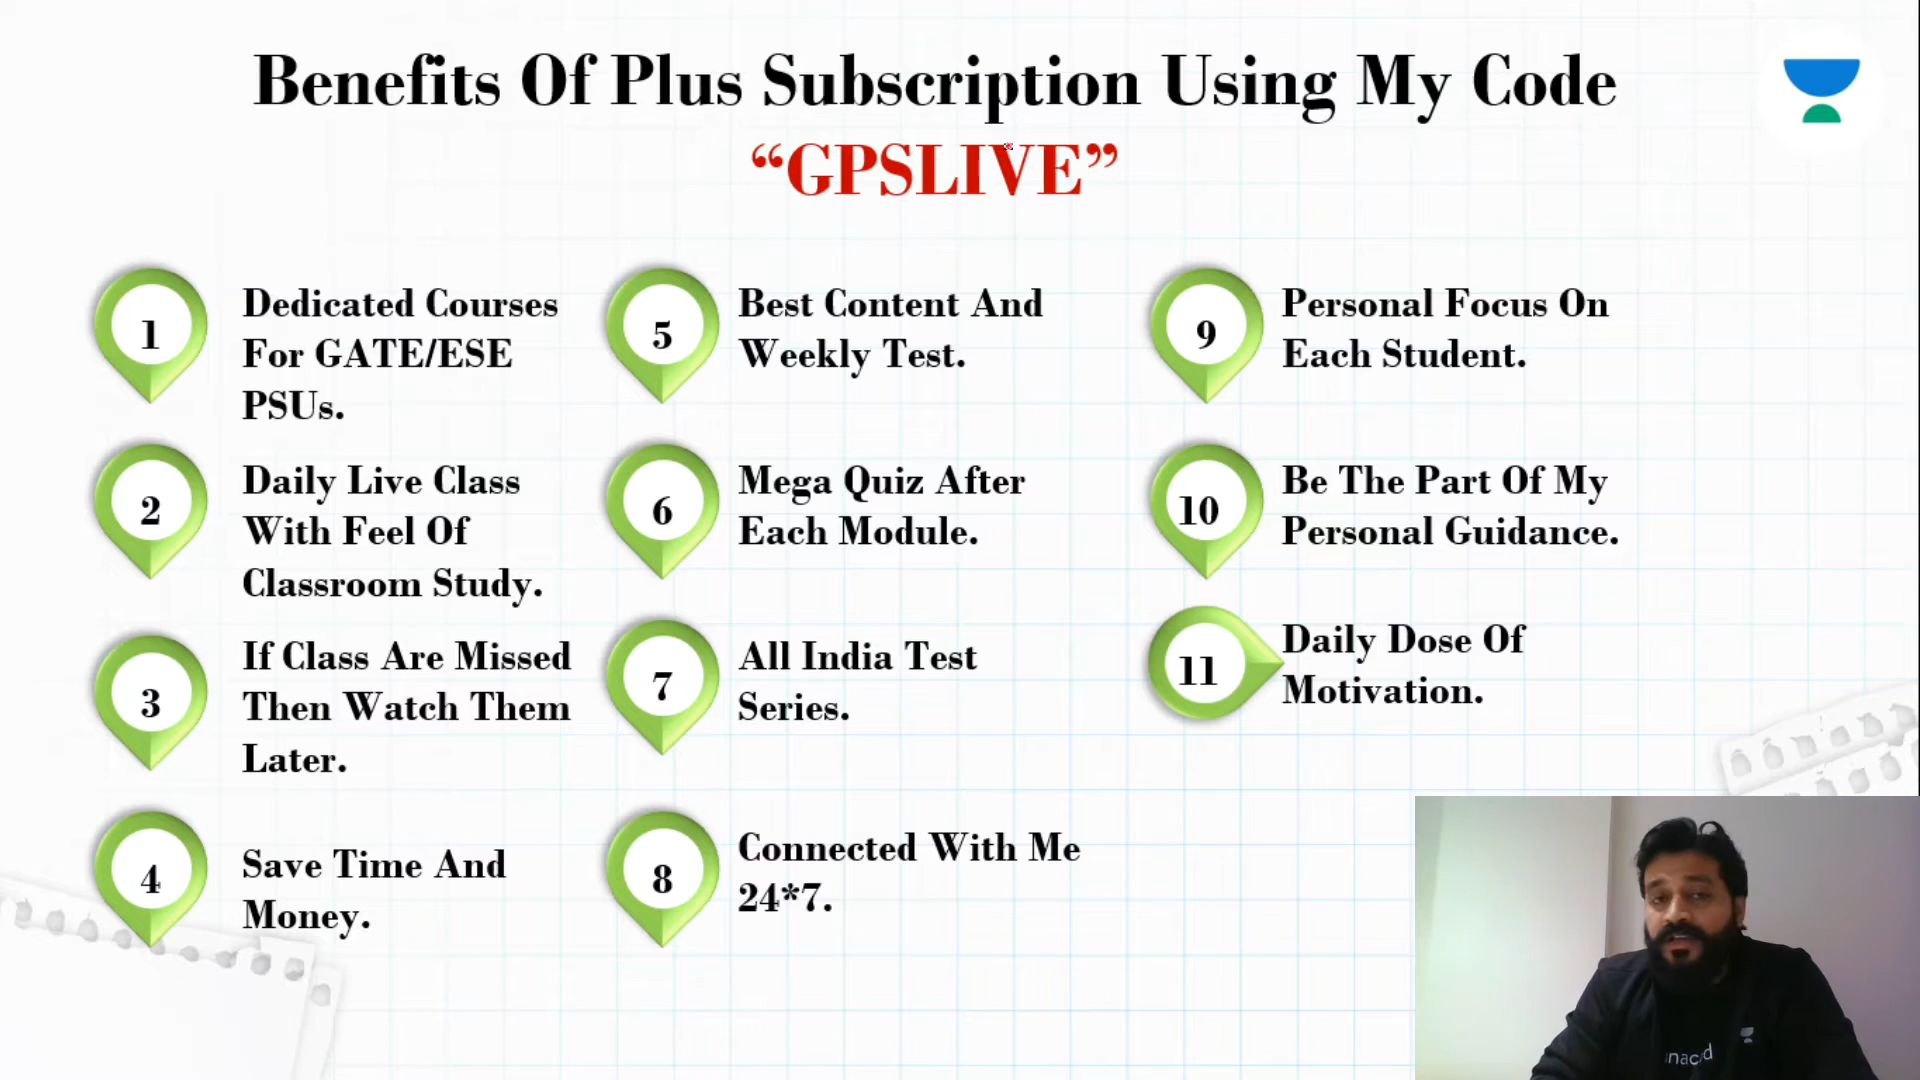 Benefits Of Plus Subscription Using My Code
“GPSLIVE”
1
Dedicated Courses
For GATE/ESE
PSUs.
2
Daily Live Class
With Feel Of
Classroom Study.
3
If Class Are Missed
Then Watch Them
Later.
4
Save Time And
Money.
5
Best Content And
Weekly Test.
6
Mega Quiz After
Each Module.
7
All India Test
Series.
8
Connected With Me
24*7.
9
Personal Focus On
Each Student.
10
Be The Part Of My
Personal Guidance.
11
Daily Dose Of
Motivation.